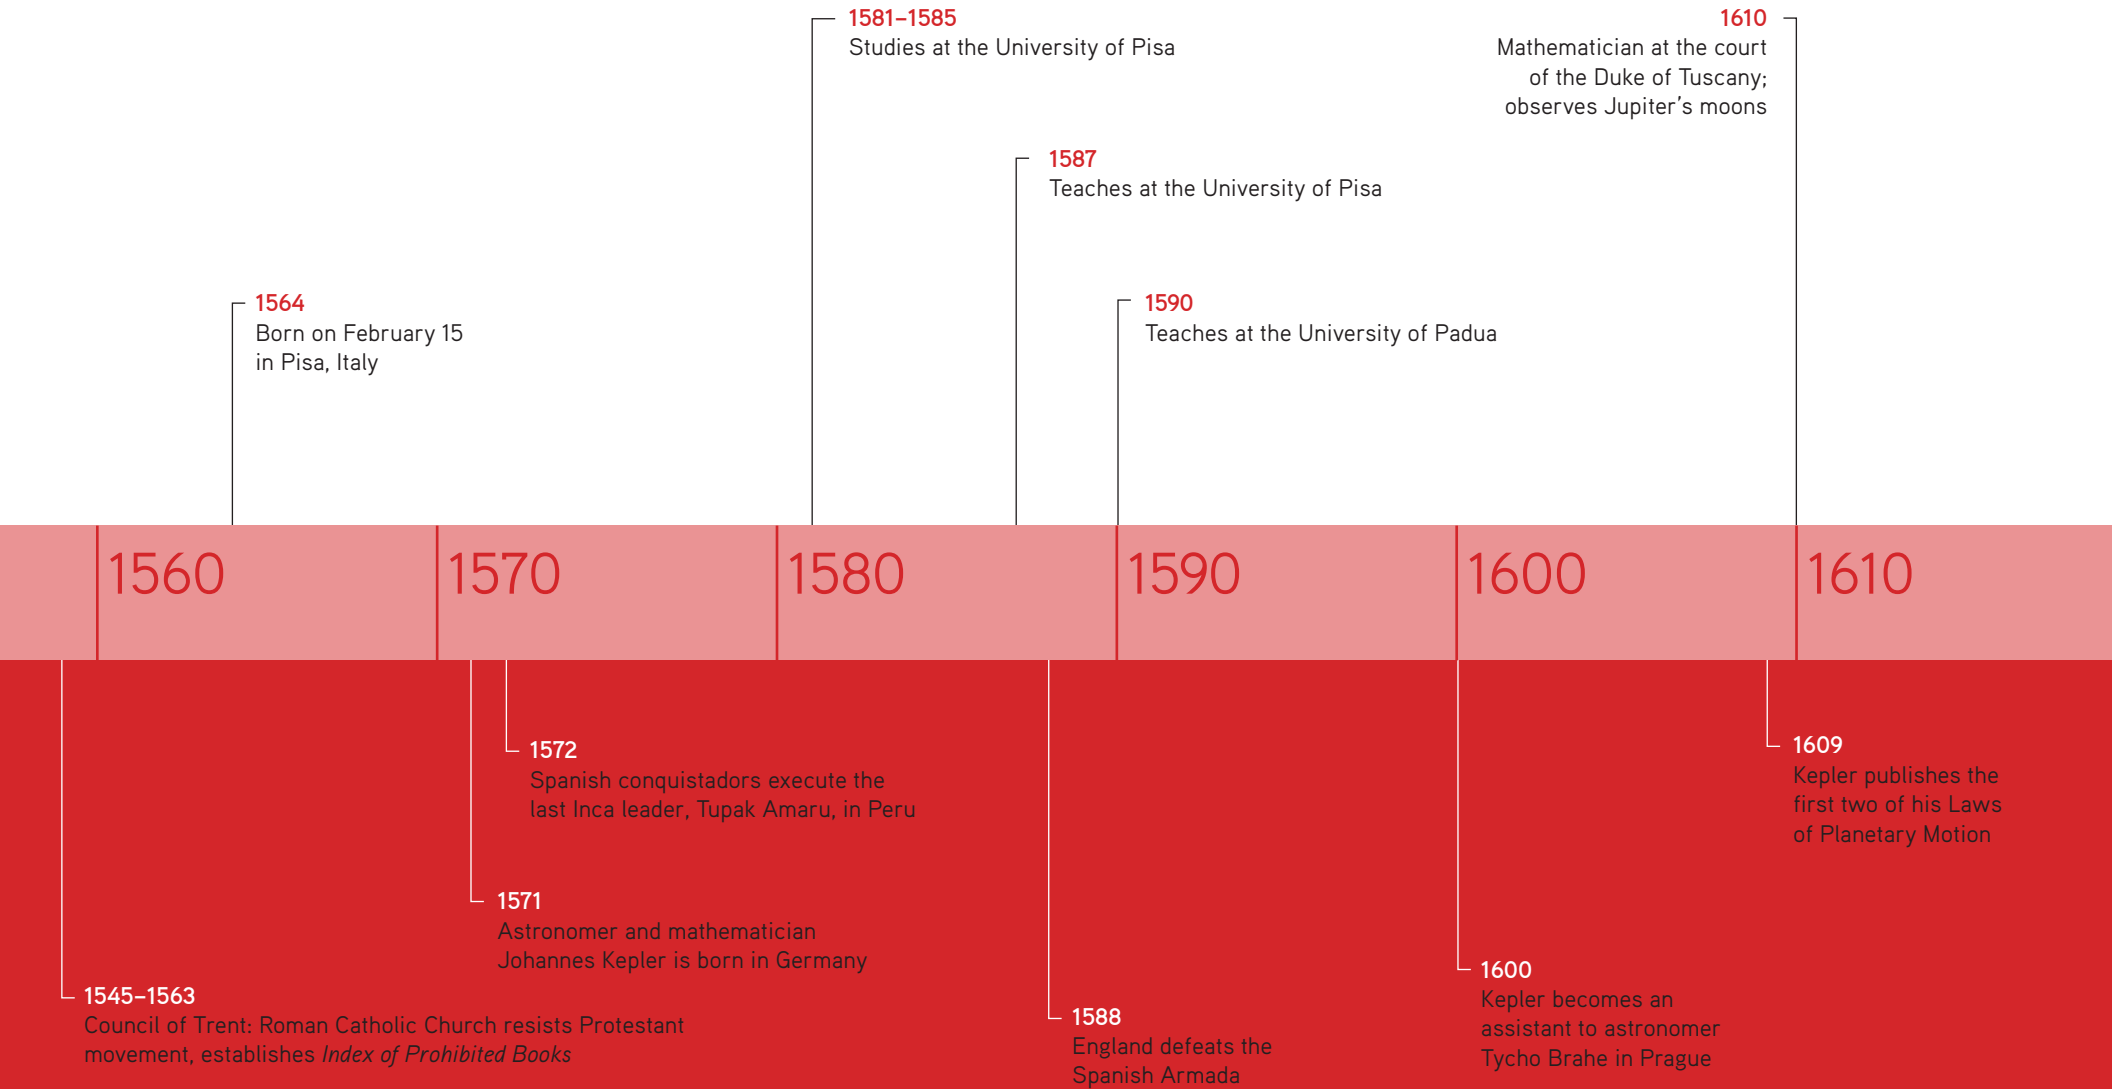 1581–1585
Studies at the University of Pisa
1610
Mathematician at the court
of the Duke of Tuscany;
observes Jupiter’s moons
1587
Teaches at the University of Pisa
1564
Born on February 15
in Pisa, Italy
1590
Teaches at the University of Padua
1560
1570
1580
1590
1600
1610
1572
Spanish conquistadors execute the
last Inca leader, Tupak Amaru, in Peru
1609
Kepler publishes the
first two of his Laws
of Planetary Motion
1571
Astronomer and mathematician
Johannes Kepler is born in Germany
1545–1563
Council of Trent: Roman Catholic Church resists Protestant
movement, establishes Index of Prohibited Books
1588
England defeats the
Spanish Armada
1600
Kepler becomes an
assistant to astronomer
Tycho Brahe in Prague